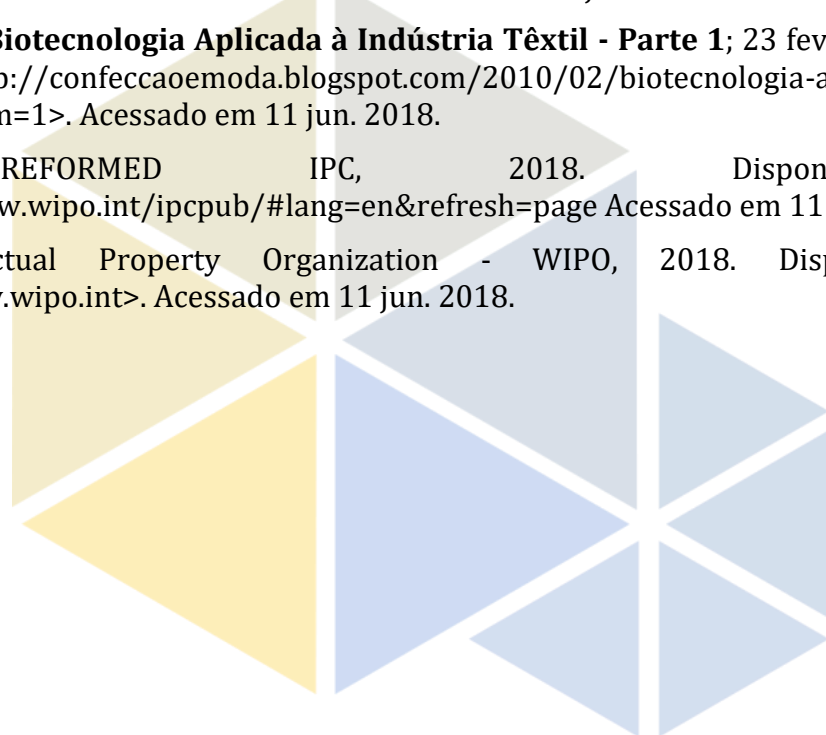 Biotecnologia Aplicada à Indústria Têxtil - Parte 1; 23 fev
p://confeccaoemoda.blogspot.com/2010/02/biotecnologia-a
m=1>. Acessado em 11 jun. 2018.
REFORMED IPC, 2018. Dispon
w.wipo.int/ipcpub/#lang=en&refresh=page Acessado em 11
ctual Property Organization - WIPO, 2018. Disp
.wipo.int>. Acessado em 11 jun. 2018.